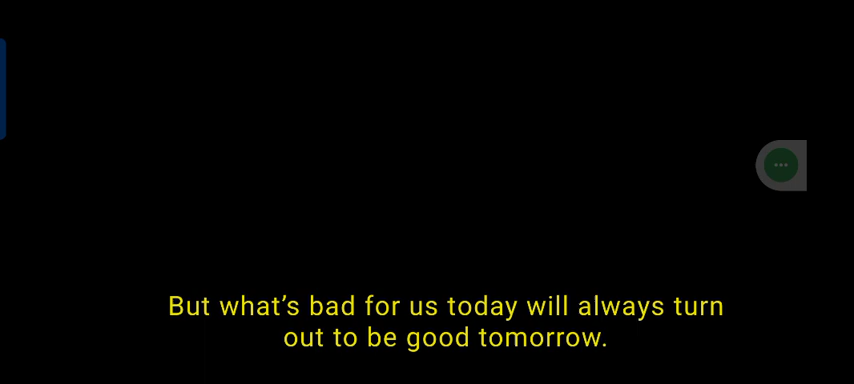 But what’s bad for us today will always turn
out to be good tomorrow.